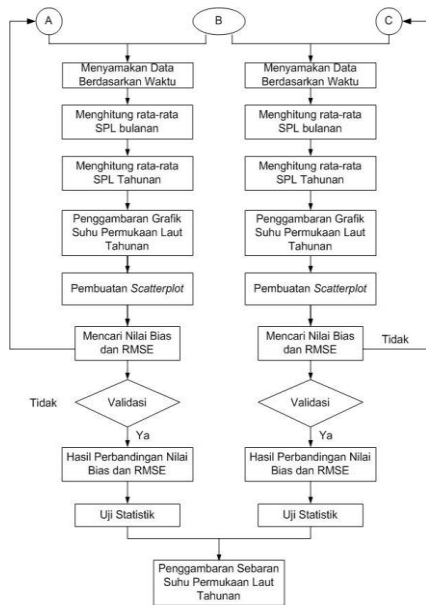 A
B
C
Menyamakan Data
Berdasarkan Waktu
Menghitung rata-rata
SPL bulanan
Menghitung rata-rata
SPL Tahunan
Penggambaran Grafik
Suhu Permukaan Laut
Tahunan
Pembuatan Scatterplot
Mencari Nilai Bias
dan RMSE
Tidak
Validasi
Ya
Hasil Perbandingan Nilai
Bias dan RMSE
Uji Statistik
Menyamakan Data
Berdasarkan Waktu
Menghitung rata-rata
SPL bulanan
Menghitung rata-rata
SPL Tahunan
Penggambaran Grafik
Suhu Permukaan Laut
Tahunan
Pembuatan Scatterplot
Mencari Nilai Bias
dan RMSE
Tidak
Validasi
Ya
Hasil Perbandingan Nilai
Bias dan RMSE
Uji Statistik
Penggambaran Sebaran
Suhu Permukaan Laut
Tahunan